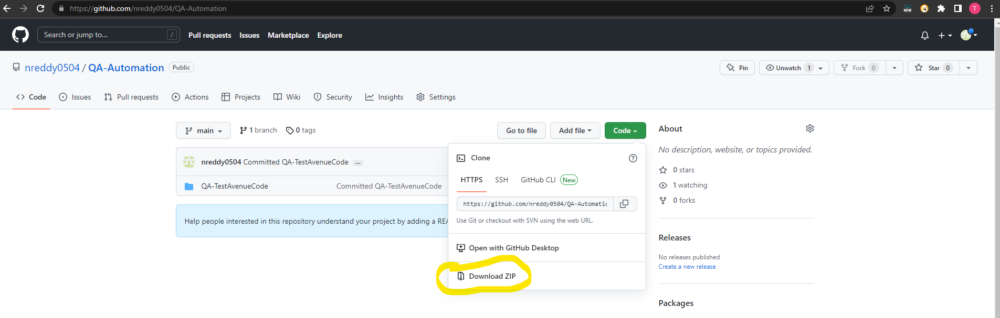 https://github.com/nreddy0504/QA-Automation
NEW
T
Search or jump to...
/
Pull requests
Issues
Marketplace
Explore
nreddy0504 / QA-Automation
Public
Pin
Unwatch 1
Fork 0
Star 0
Code
Issues
Pull requests
Actions
Projects
Wiki
Security
Insights
Settings
main
1 branch
0 tags
Go to file
Add file
Code
nreddy0504 Committed QA-TestAvenueCode ...
QA-TestAvenueCode
Committed QA-TestAvenueCode
Help people interested in this repository understand your project by adding a REA
Clone
HTTPS
SSH
GitHub CLI
New
https://github.com/nreddy0504/QA-Automatic
Use Git or checkout with SVN using the web URL.
Open with GitHub Desktop
Download ZIP
About
No description, website, or topics provided.
0 stars
1 watching
0 forks
Releases
No releases published
Create a new release
Packages